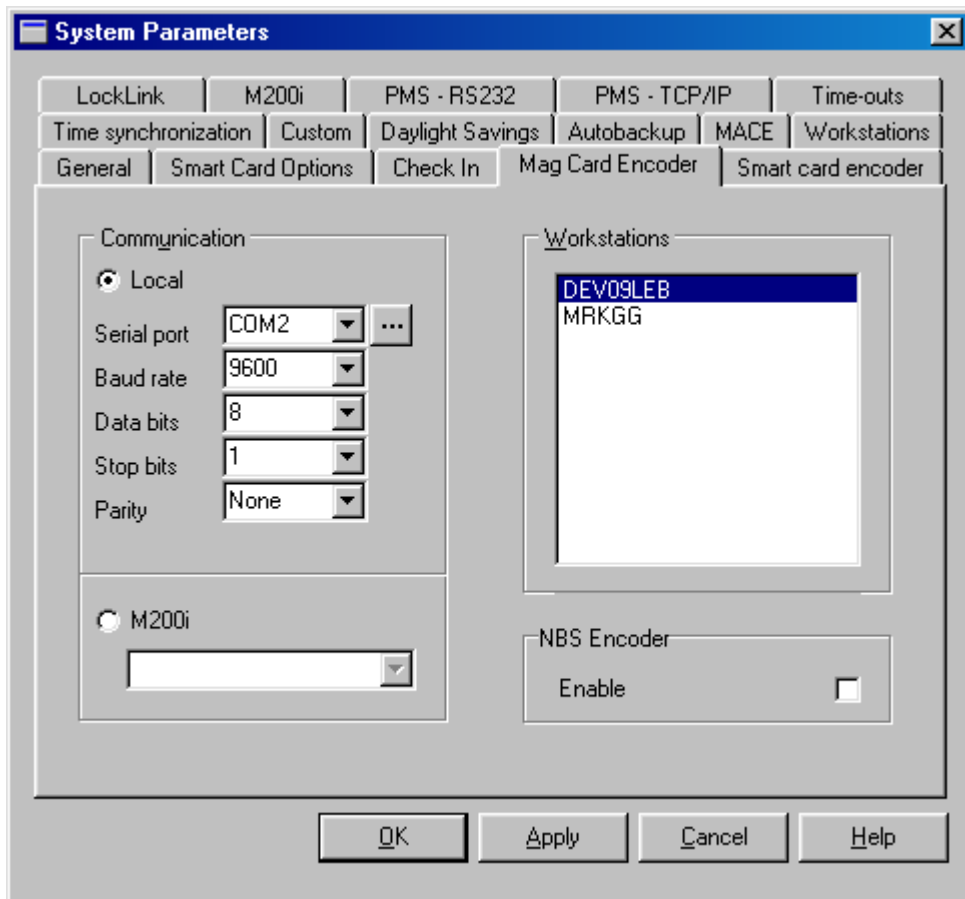 System Parameters
LockLink M200i PMS - RS232 PMS - TCP/IP Time-outs
Time synchronization Custom Daylight Savings Autobackup MACE Workstations
General Smart Card Options Check In Mag Card Encoder Smart card encoder
Communication
Local
Serial port COM2 ...
Baud rate 9600
Data bits 8
Stop bits 1
Parity None
M200i
Workstations
DEV09LEB
MRKGG
NBS Encoder
Enable
OK Apply Cancel Help